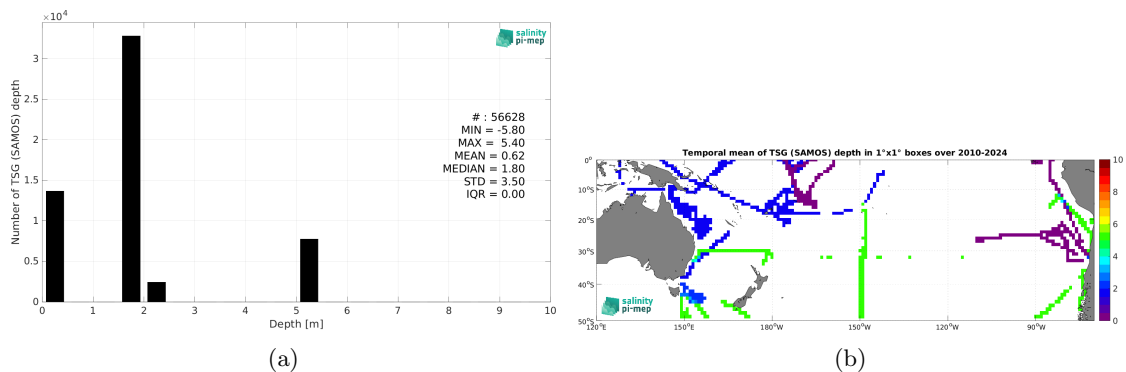 ×10⁴
3.5
3
2.5
2
1.5
1
0.5
0
Number of TSG (SAMOS) depth
0 1 2 3 4 5 6 7 8 9 10
Depth [m]
salinity
pi-mep
# : 56628
MIN = -5.80
MAX = 5.40
MEAN = 0.62
MEDIAN = 1.80
STD = 3.50
IQR = 0.00
(a)
Temporal mean of TSG (SAMOS) depth in 1°x1° boxes over 2010-2024
0°
10°S
20°S
30°S
40°S
50°S
120°E 150°E 180°W 150°W 120°W 90°W
salinity
pi-mep
10
8
6
4
2
0
(b)